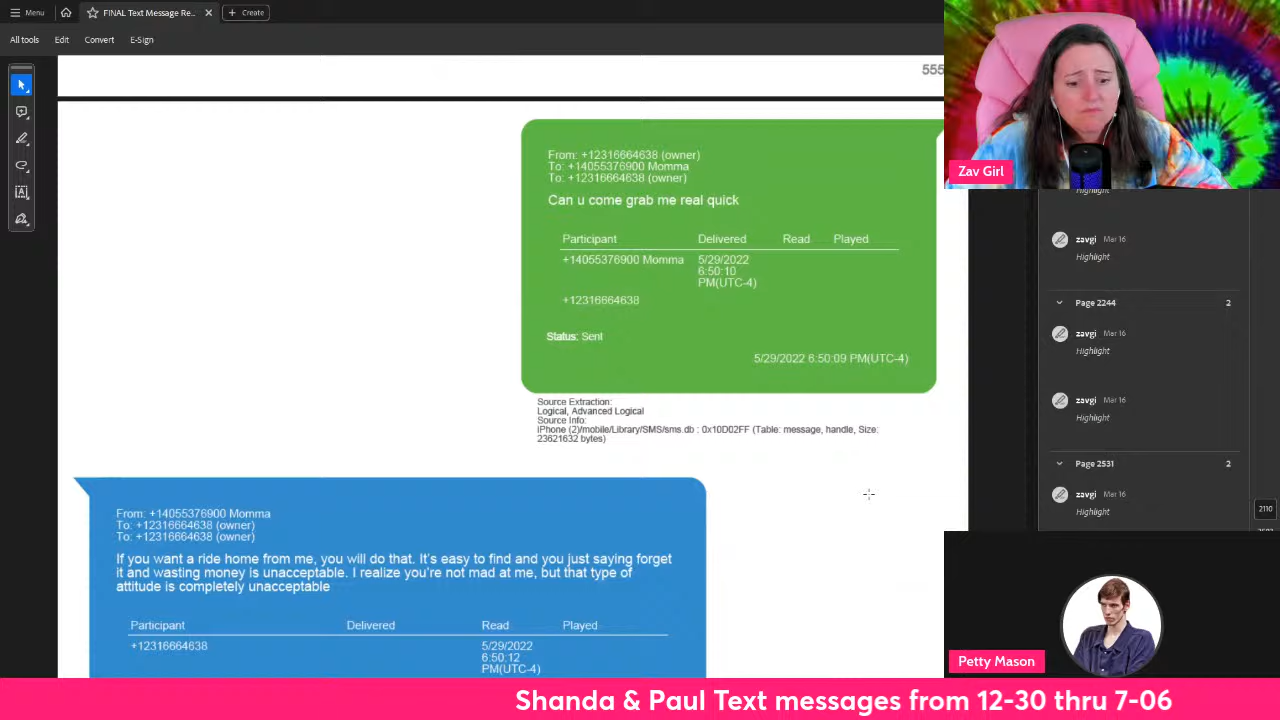 Menu
FINAL Text Message Re...
Create
All tools
Edit
Convert
E-Sign
555
From: +12316664638 (owner)
To: +14055376900 Momma
To: +12316664638 (owner)
Can u come grab me real quick
Participant Delivered Read Played
+14055376900 Momma 5/29/2022
6:50:10
PM(UTC-4)
+12316664638
Status: Sent
5/29/2022 6:50:09 PM(UTC-4)
Source Extraction:
Logical, Advanced Logical
Source Info:
iPhone (2)/mobile/Library/SMS/sms.db : 0x10D02FF (Table: message, handle, Size:
23621632 bytes)
From: +14055376900 Momma
To: +12316664638 (owner)
To: +12316664638 (owner)
If you want a ride home from me, you will do that. It's easy to find and you just saying forget
it and wasting money is unacceptable. I realize you're not mad at me, but that type of
attitude is completely unacceptable
Participant Delivered Read Played
+12316664638 5/29/2022
6:50:12
PM(UTC-4)
Zav Girl
Highlight
zavgi Mar 16
Highlight
Page 2244 2
zavgi Mar 16
Highlight
zavgi Mar 16
Highlight
Page 2531 2
zavgi Mar 16
Highlight
2110
Petty Mason
Shanda & Paul Text messages from 12-30 thru 7-06